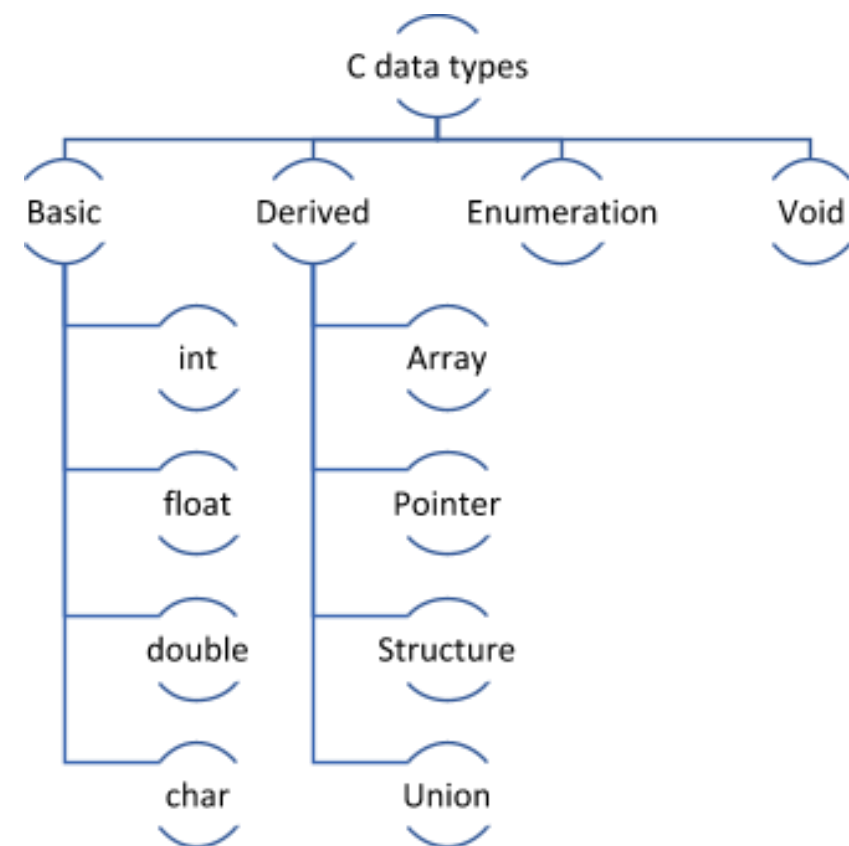 C data types
Basic
Derived
Enumeration
Void
int
Array
float
Pointer
double
Structure
char
Union